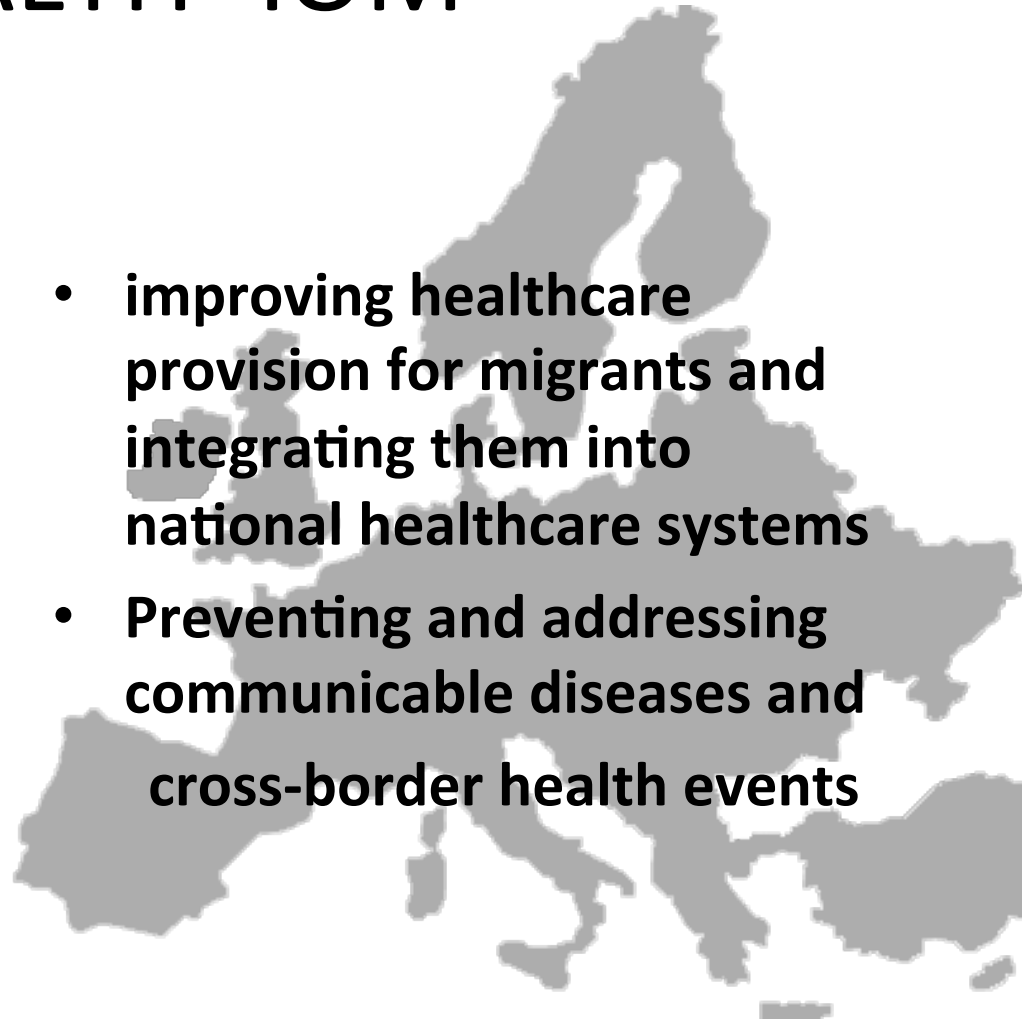 • improving healthcare
provision for migrants and
integrating them into
national healthcare systems
• Preventing and addressing
communicable diseases and
cross-border health events